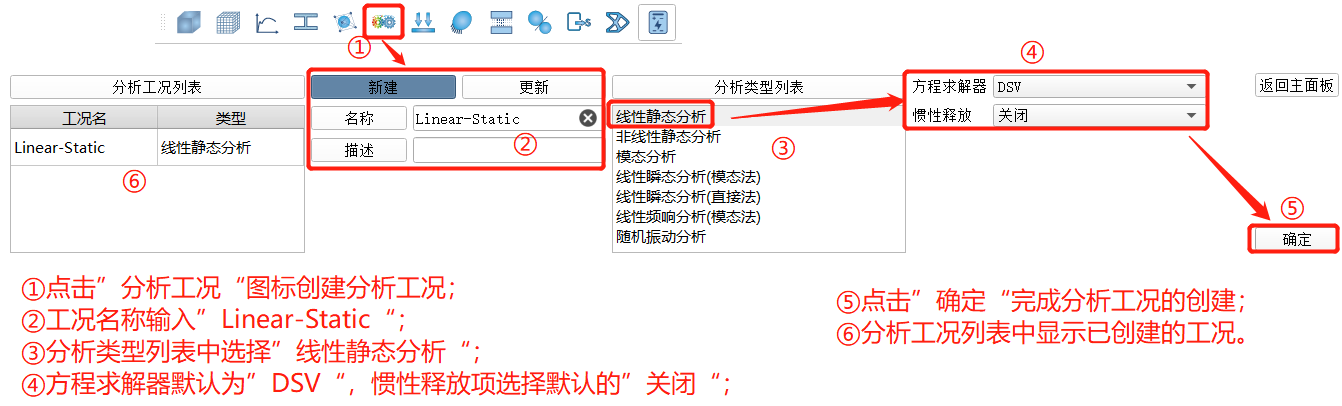 ①
④
分析工况列表
新建
更新
分析类型列表
方程求解器
DSV
返回主面板
工况名
类型
名称
Linear-Static
线性静态分析
惯性释放
关闭
Linear-Static
线性静态分析
②
非线性静态分析
③
描述
模态分析
⑥
线性瞬态分析(模态法)
线性瞬态分析(直接法)
线性频响分析(模态法)
随机振动分析
⑤
确定
①点击”分析工况“图标创建分析工况；
②工况名称输入”Linear-Static“；
③分析类型列表中选择”线性静态分析“；
④方程求解器默认为”DSV“，惯性释放项选择默认的”关闭“；
⑤点击”确定“完成分析工况的创建；
⑥分析工况列表中显示已创建的工况。